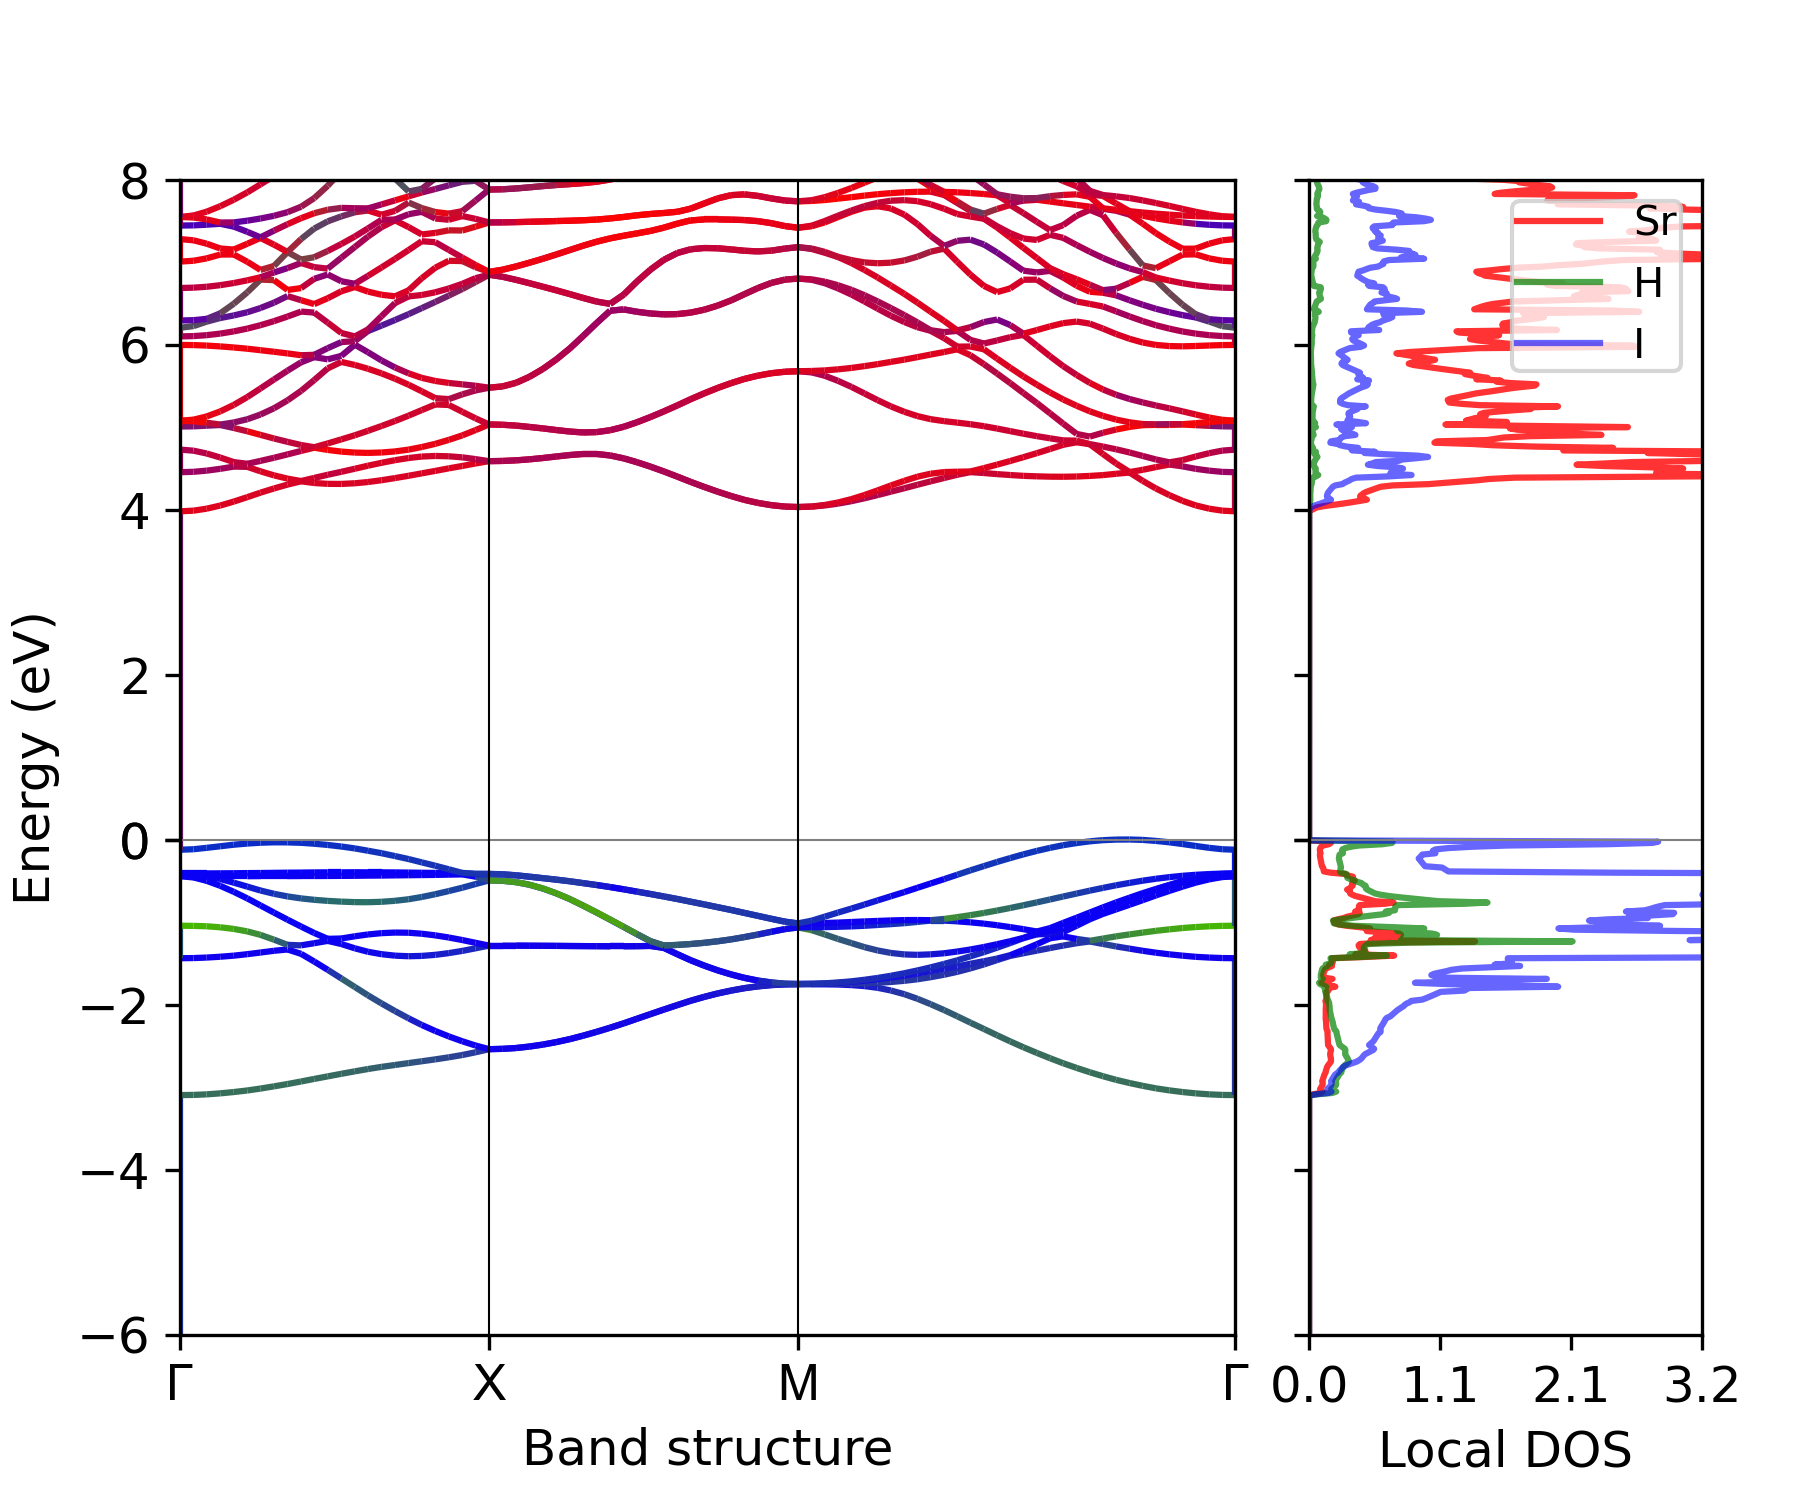 8
6
4
2
0
−2
−4
−6
Energy (eV)
Γ X M Γ
Band structure
Sr
H
I
0.0 1.1 2.1 3.2
Local DOS